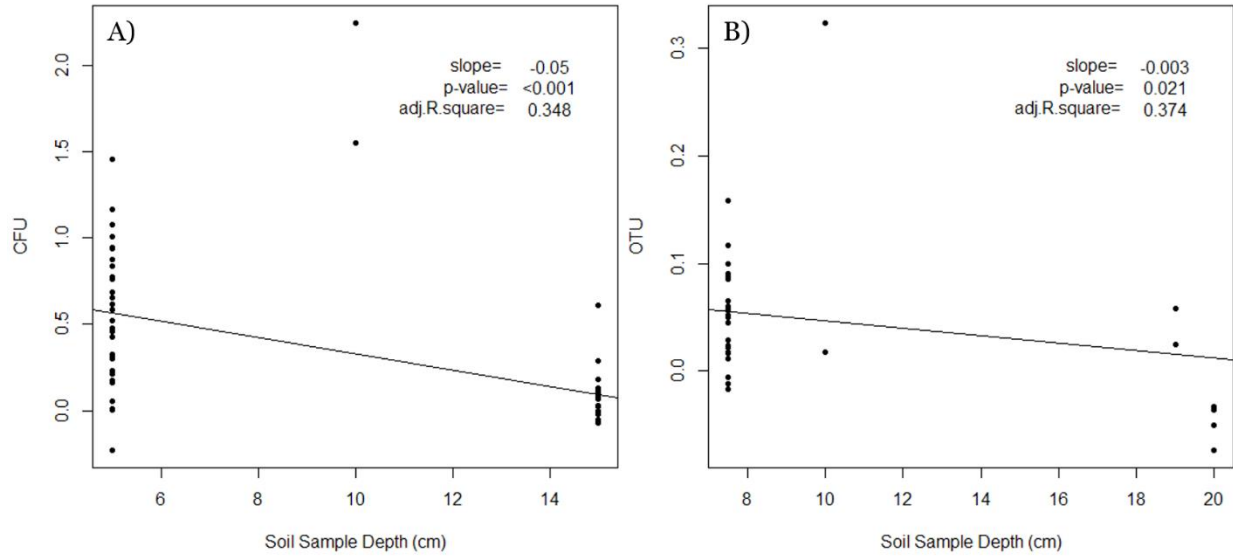 A)
slope= -0.05
p-value= <0.001
adj.R.square= 0.348
CFU
2.0
1.5
1.0
0.5
0.0
6 8 10 12 14
Soil Sample Depth (cm)
B)
slope= -0.003
p-value= 0.021
adj.R.square= 0.374
OTU
0.3
0.2
0.1
0.0
8 10 12 14 16 18 20
Soil Sample Depth (cm)